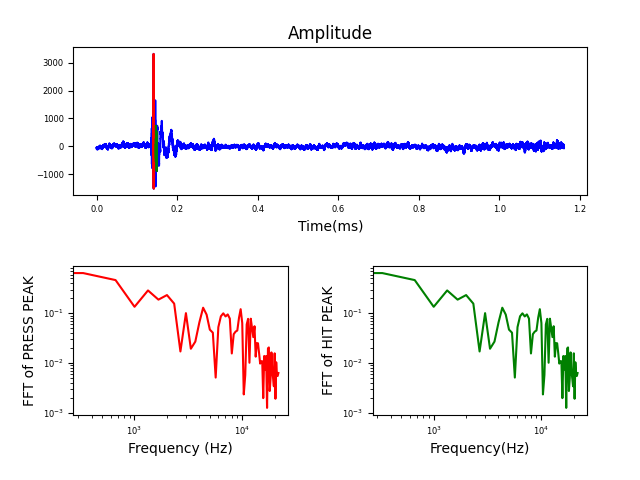 Amplitude
3000
2000
1000
0
−1000
0.0 0.2 0.4 0.6 0.8 1.0 1.2
Time(ms)
FFT of PRESS PEAK
10⁻¹
10⁻²
10⁻³
10³ 10⁴
Frequency (Hz)
FFT of HIT PEAK
10⁻¹
10⁻²
10⁻³
10³ 10⁴
Frequency(Hz)